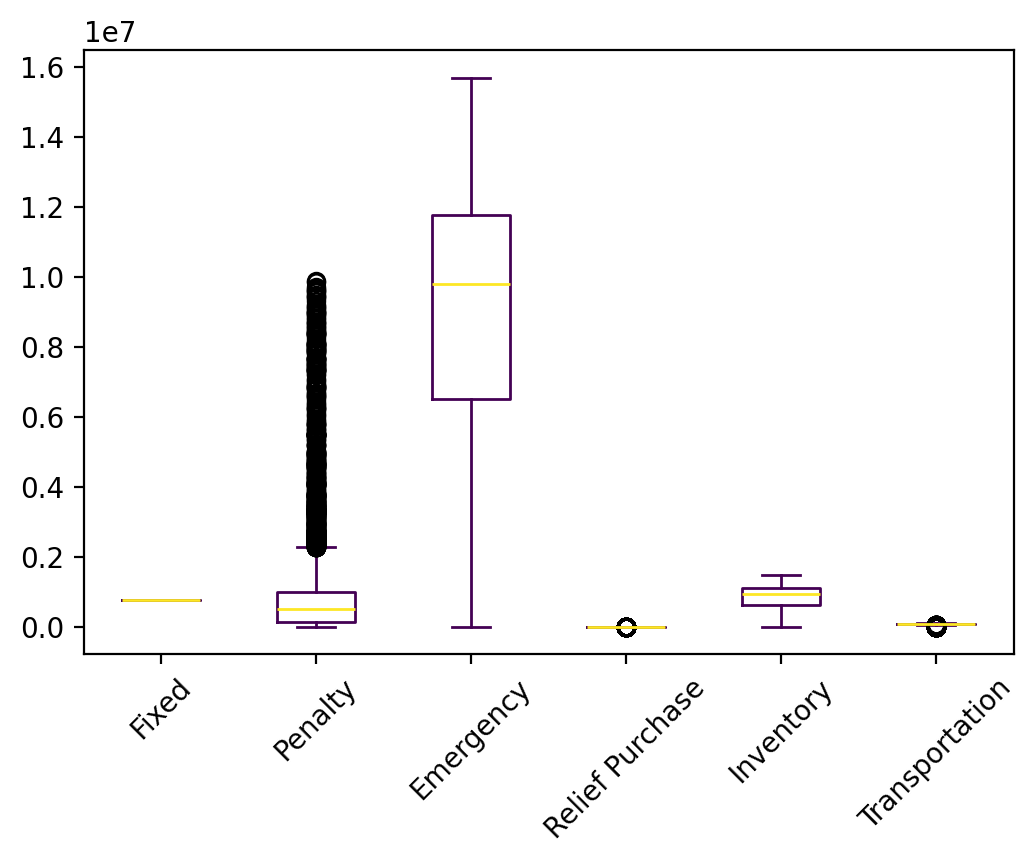 1e7
1.6
1.4
1.2
1.0
0.8
0.6
0.4
0.2
0.0
Fixed
Penalty
Emergency
Relief Purchase
Inventory
Transportation